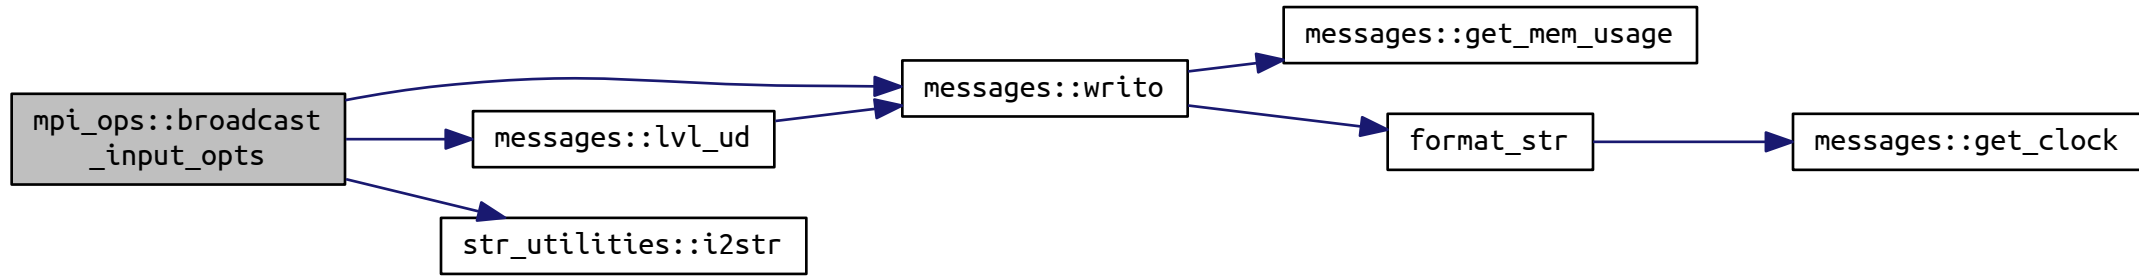 mpi_ops::broadcast
_input_opts
messages::lvl_ud
str_utilities::i2str
messages::writo
messages::get_mem_usage
format_str
messages::get_clock